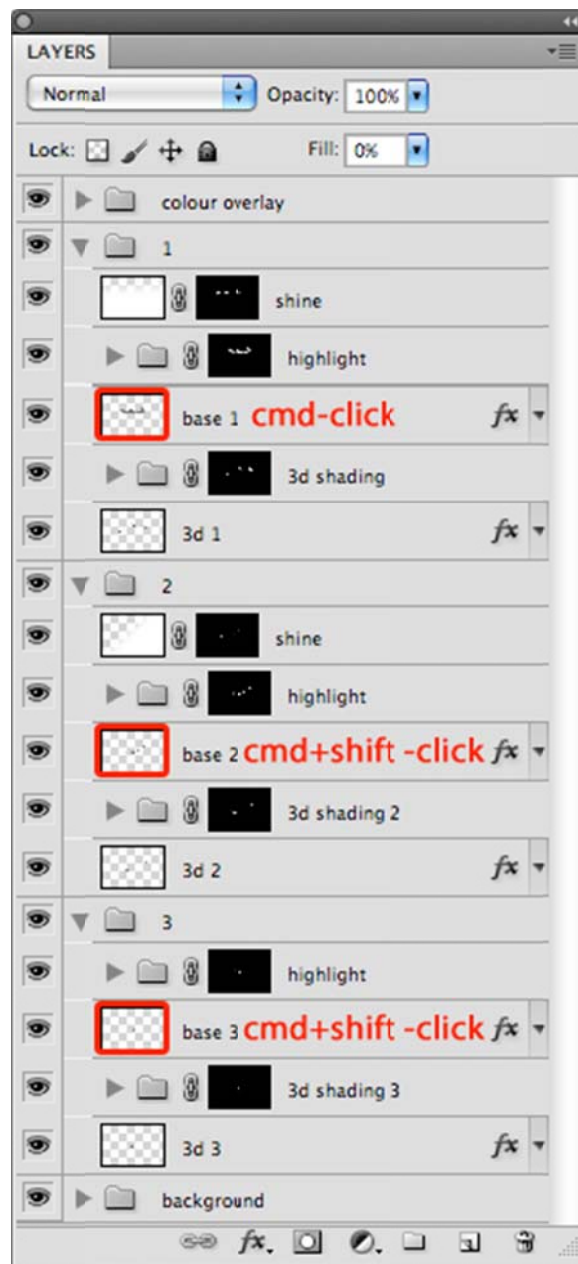 LAYERS
Normal Opacity: 100%
Lock: Fill: 0%
colour overlay
1
shine
highlight
base 1 cmd-click fx
3d shading
3d 1 fx
2
shine
highlight
base 2 cmd+shift -click fx
3d shading 2
3d 2 fx
3
highlight
base 3 cmd+shift -click fx
3d shading 3
3d 3 fx
background
fx.